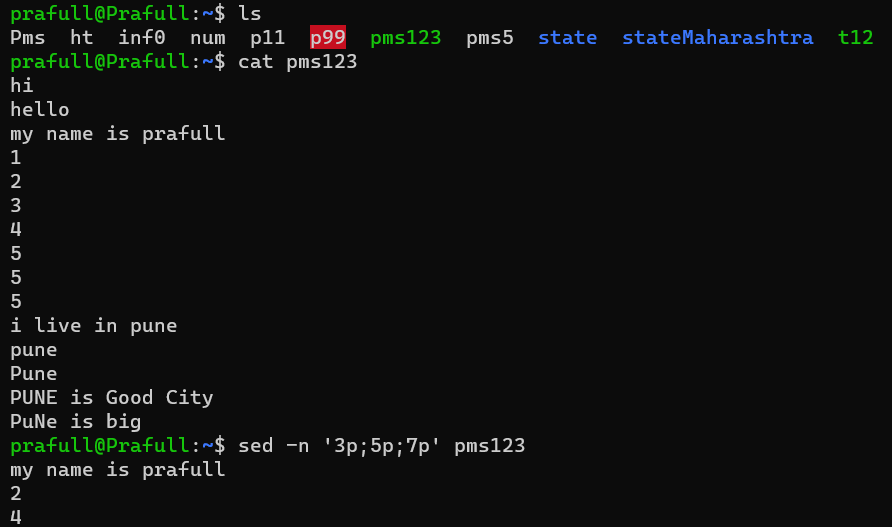 prafull@Prafull:~$ ls
Pms  ht  inf0  num  p11  p99  pms123  pms5  state  stateMaharashtra  t12
prafull@Prafull:~$ cat pms123
hi
hello
my name is prafull
1
2
3
4
5
5
5
i live in pune
pune
Pune
PUNE is Good City
PuNe is big
prafull@Prafull:~$ sed -n '3p;5p;7p' pms123
my name is prafull
2
4